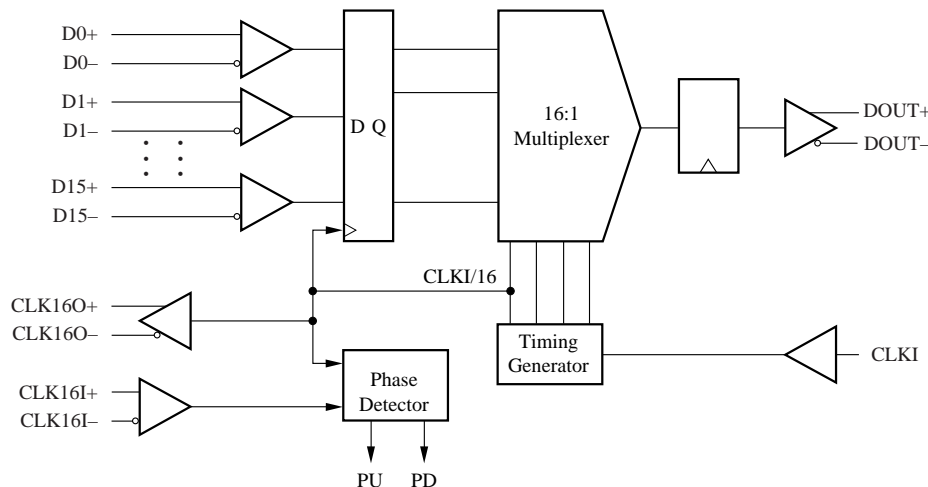 D0+
D0–
D1+
D1–
D15+
D15–
D Q
16:1
Multiplexer
DOUT+
DOUT–
CLKI/16
CLK16O+
CLK16O–
Timing
Generator
CLKI
CLK16I+
CLK16I–
Phase
Detector
PU
PD